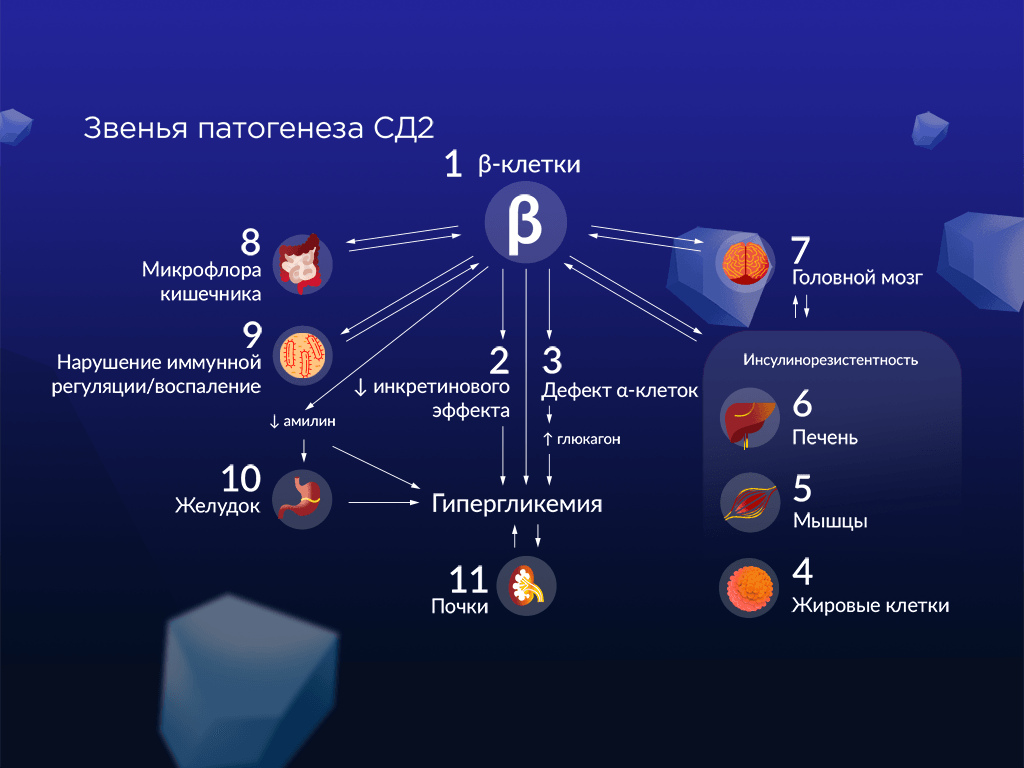 Звенья патогенеза СД2
1 β-клетки
β
8
Микрофлора
кишечника
7
Головной мозг
9
Нарушение иммунной
регуляции/воспаление
2
↓ инкретинового
эффекта
3
Дефект α-клеток
↑ глюкагон
Инсулинорезистентность
6
Печень
5
Мышцы
4
Жировые клетки
↓ амилин
10
Желудок
Гипергликемия
11
Почки